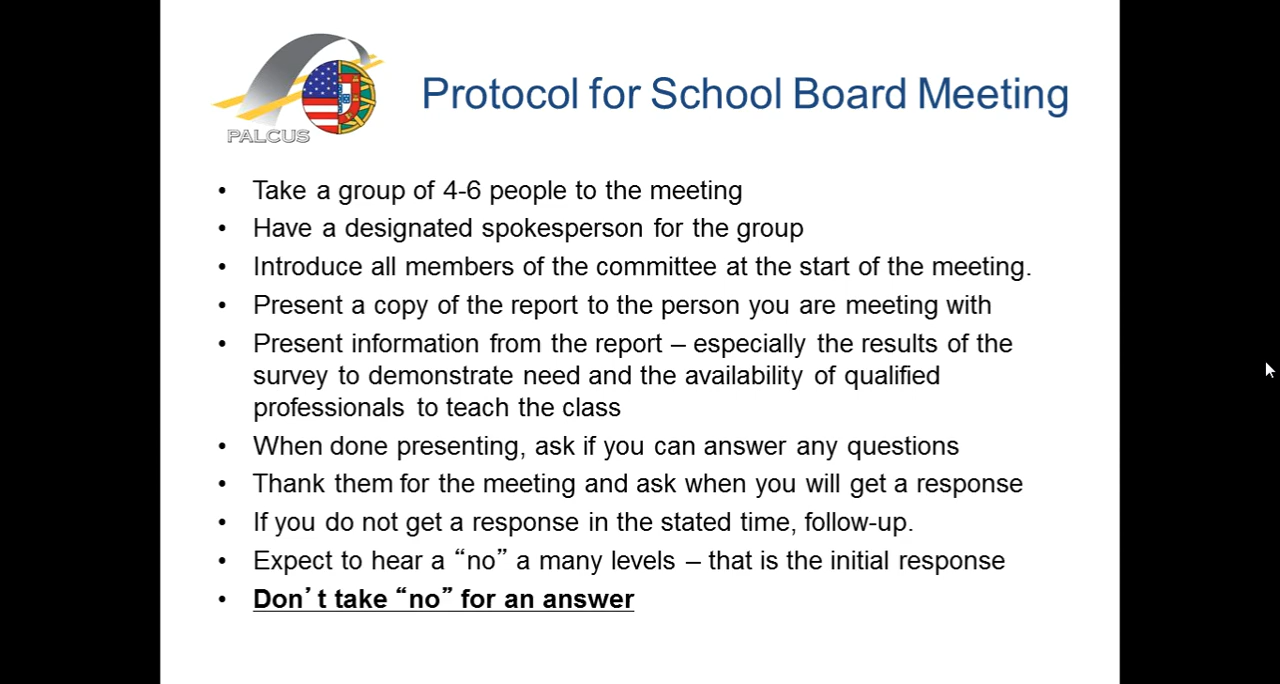 PALCUS
Protocol for School Board Meeting
• Take a group of 4-6 people to the meeting
• Have a designated spokesperson for the group
• Introduce all members of the committee at the start of the meeting.
• Present a copy of the report to the person you are meeting with
• Present information from the report – especially the results of the
survey to demonstrate need and the availability of qualified
professionals to teach the class
• When done presenting, ask if you can answer any questions
• Thank them for the meeting and ask when you will get a response
• If you do not get a response in the stated time, follow-up.
• Expect to hear a “no” a many levels – that is the initial response
• Don’t take “no” for an answer